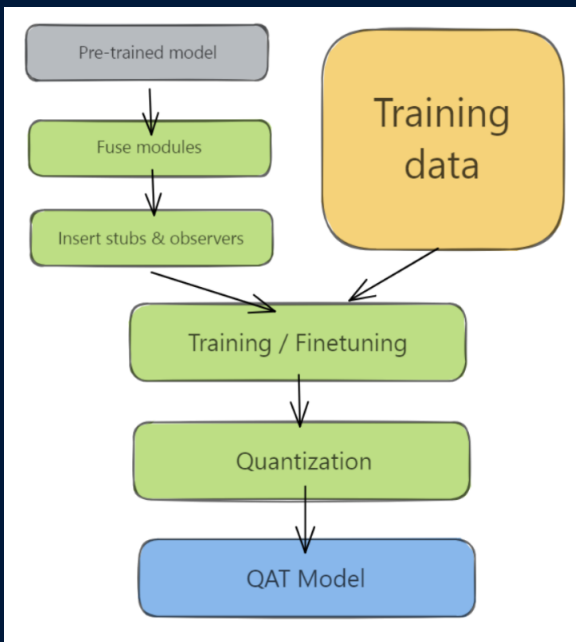 Pre-trained model
Fuse modules
Insert stubs & observers
Training
data
Training / Finetuning
Quantization
QAT Model